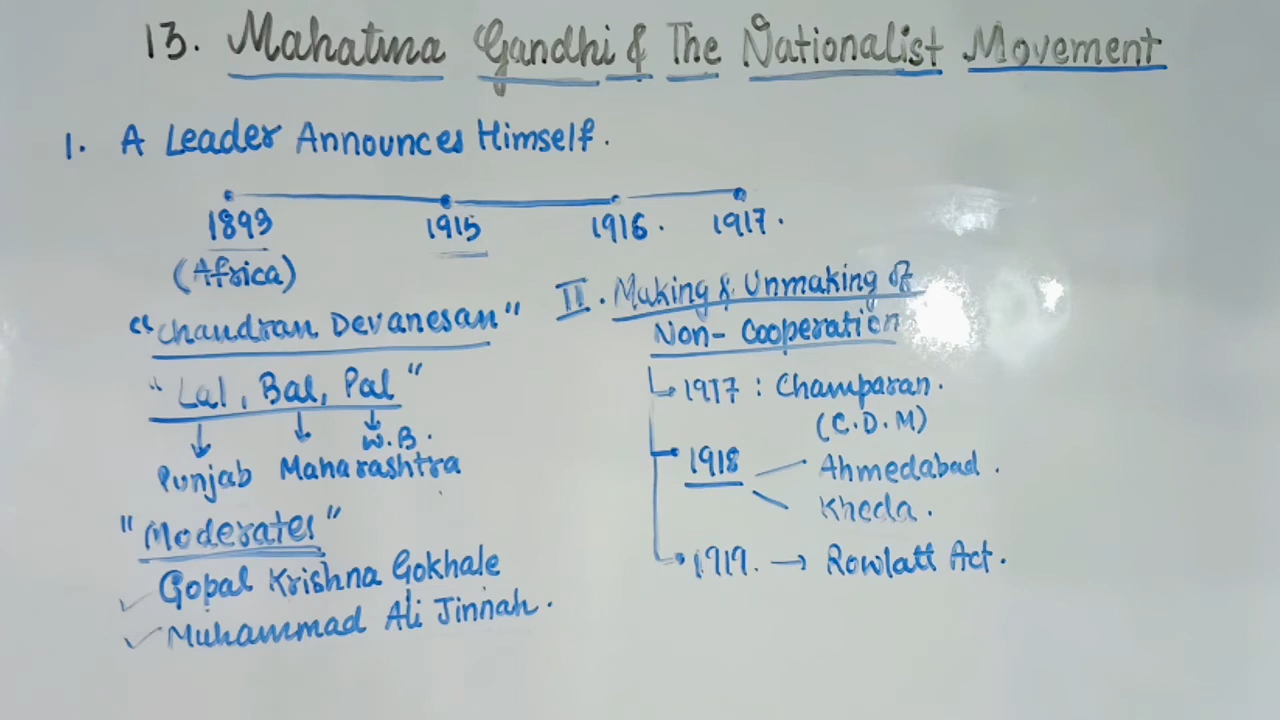 13. Mahatma Gandhi & The Nationalist Movement
1. A Leader Announces Himself.
1893 1915 1916. 1917.
(Africa)
"Chandran Devanesan"
"Lal, Bal, Pal"
W.B.
Punjab Maharashtra
"Moderates"
Gopal Krishna Gokhale
Muhammad Ali Jinnah.
II. Making & Unmaking of
Non-Cooperation
1917 : Champaran.
(C.D.M)
1918 Ahmedabad.
Kheda.
1919. → Rowlatt Act.